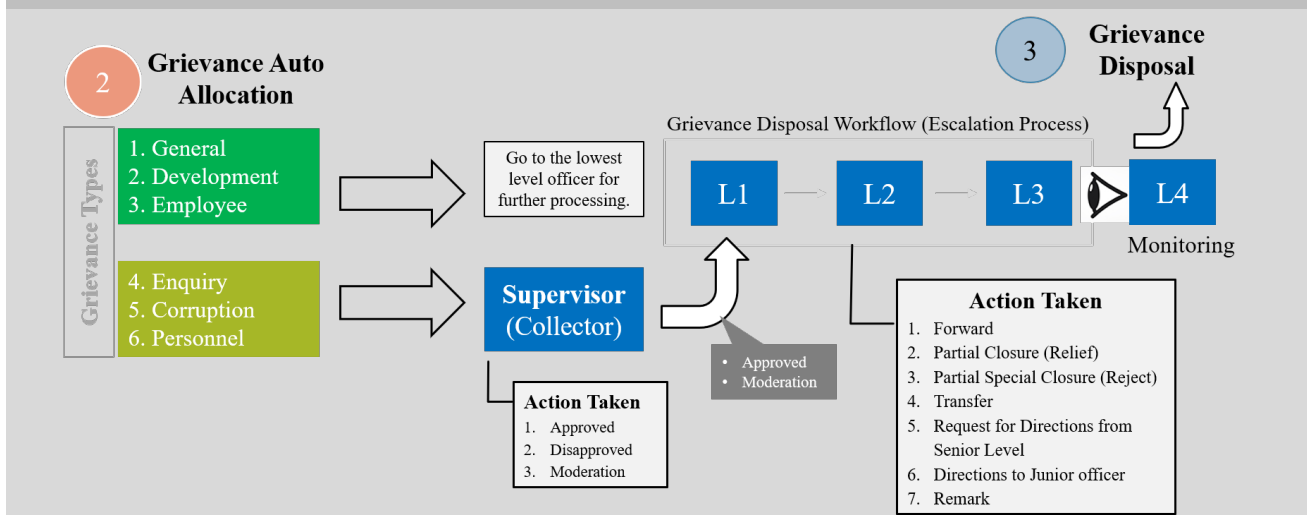 2
Grievance Auto
Allocation
Grievance Types
1. General
2. Development
3. Employee
4. Enquiry
5. Corruption
6. Personnel
Go to the lowest
level officer for
further processing.
Supervisor
(Collector)
Action Taken
1. Approved
2. Disapproved
3. Moderation
• Approved
• Moderation
Grievance Disposal Workflow (Escalation Process)
L1
L2
L3
L4
Monitoring
3
Grievance
Disposal
Action Taken
1. Forward
2. Partial Closure (Relief)
3. Partial Special Closure (Reject)
4. Transfer
5. Request for Directions from
Senior Level
6. Directions to Junior officer
7. Remark